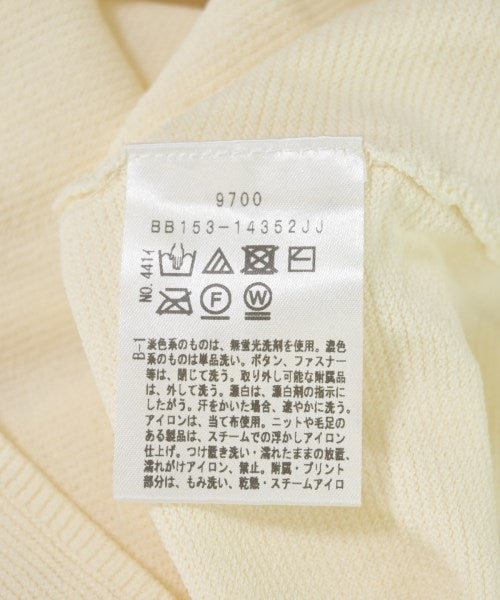 9700
BB153-14352JJ
NO.441イ
F W
B-1
淡色系のものは、無蛍光洗剤を使用。濃色
系のものは単品洗い。ボタン、ファスナー
等は、閉じて洗う。取り外し可能な附属品
は、外して洗う。漂白は、漂白剤の指示に
したがう。汗をかいた場合、速やかに洗う。
アイロンは、当て布使用。ニットや毛足の
ある製品は、スチームでの浮かしアイロン
仕上げ。つけ置き洗い・濡れたままの放置、
濡れがけアイロン、禁止。附属・プリント
部分は、もみ洗い、乾熱・スチームアイロ